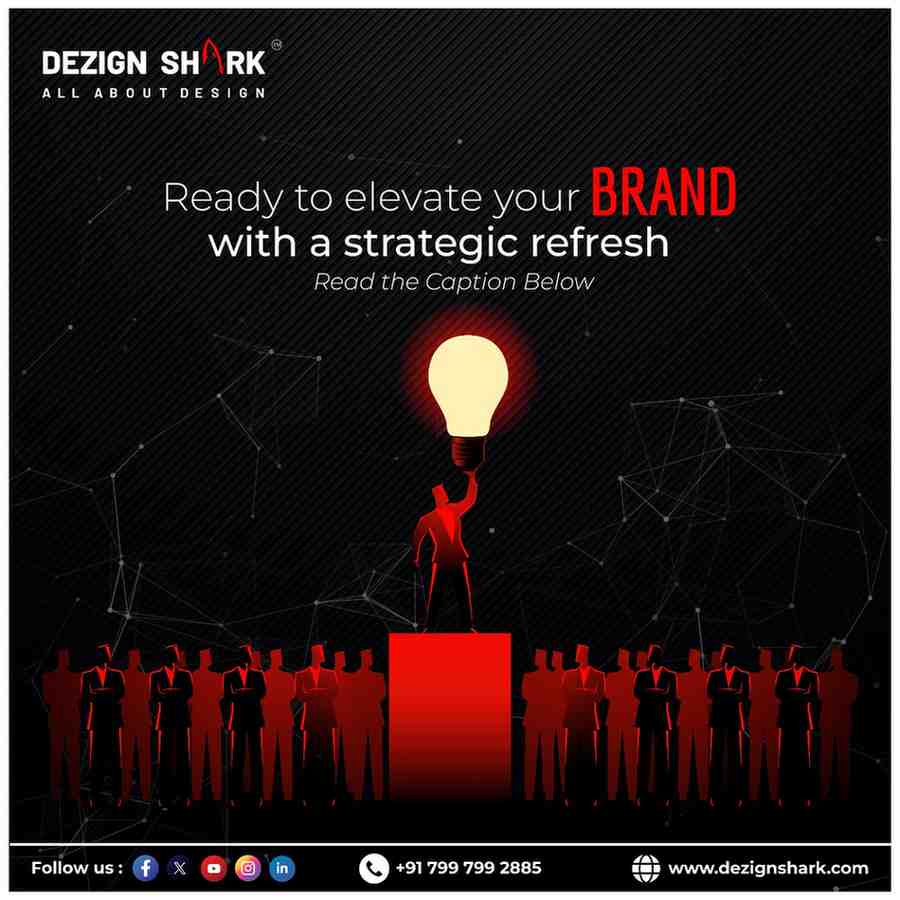 DEZIGN SHARK
ALL ABOUT DESIGN
Ready to elevate your BRAND
with a strategic refresh
Read the Caption Below
Follow us : +91 799 799 2885 www.dezignshark.com